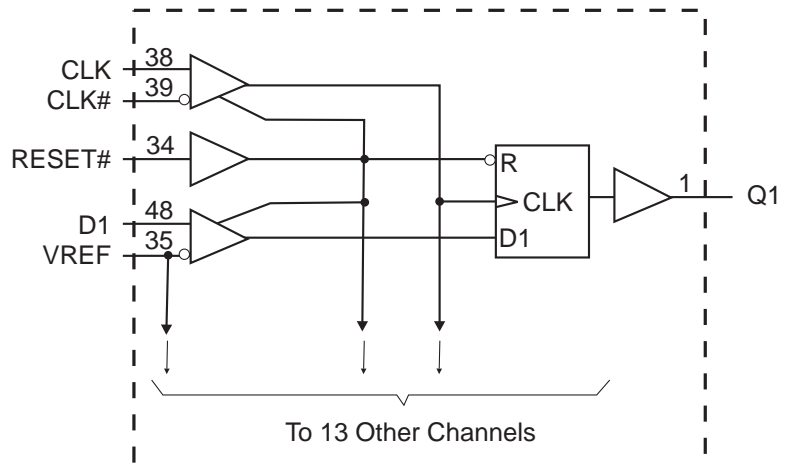 CLK 38
CLK# 39
RESET# 34
R
CLK
1 Q1
D1 48
VREF 35
D1
To 13 Other Channels